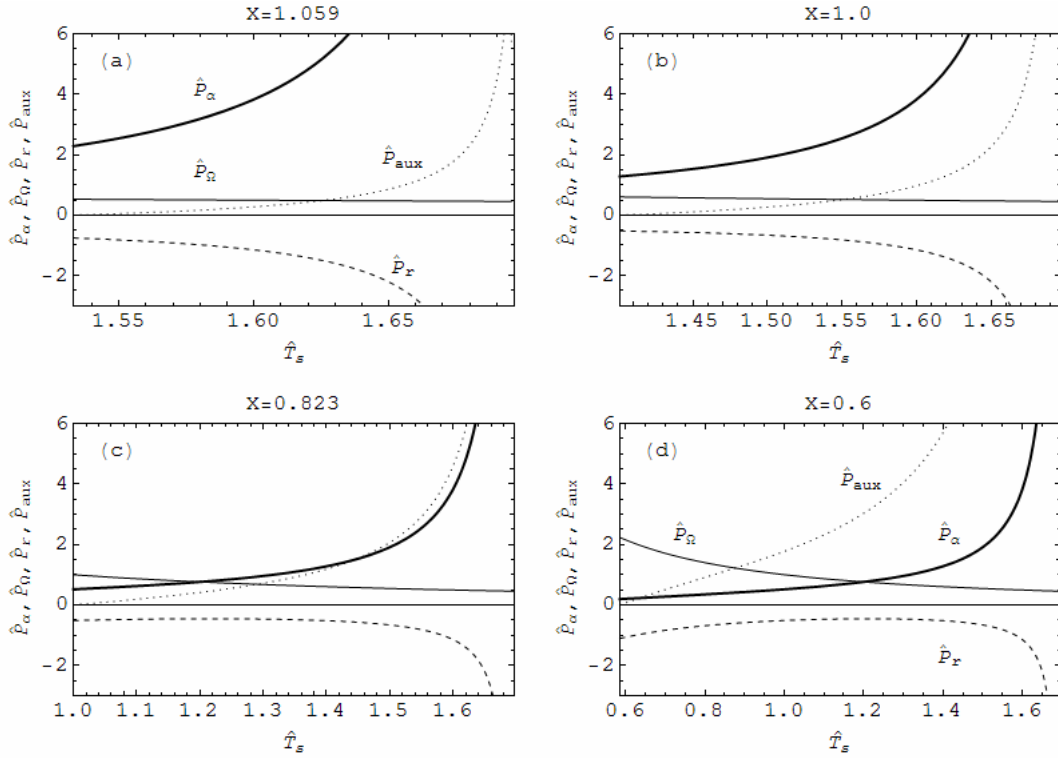 X=1.059
(a)
P̂α
P̂Ω
P̂aux
P̂r
6
4
2
0
-2
P̂α, P̂Ω, P̂r, P̂aux
1.55 1.60 1.65
T̂s
X=1.0
(b)
6
4
2
0
-2
P̂α, P̂Ω, P̂r, P̂aux
1.45 1.50 1.55 1.60 1.65
T̂s
X=0.823
(c)
6
4
2
0
-2
P̂α, P̂Ω, P̂r, P̂aux
1.0 1.1 1.2 1.3 1.4 1.5 1.6
T̂s
X=0.6
(d)
P̂aux
P̂Ω
P̂α
P̂r
6
4
2
0
-2
P̂α, P̂Ω, P̂r, P̂aux
0.6 0.8 1.0 1.2 1.4 1.6
T̂s